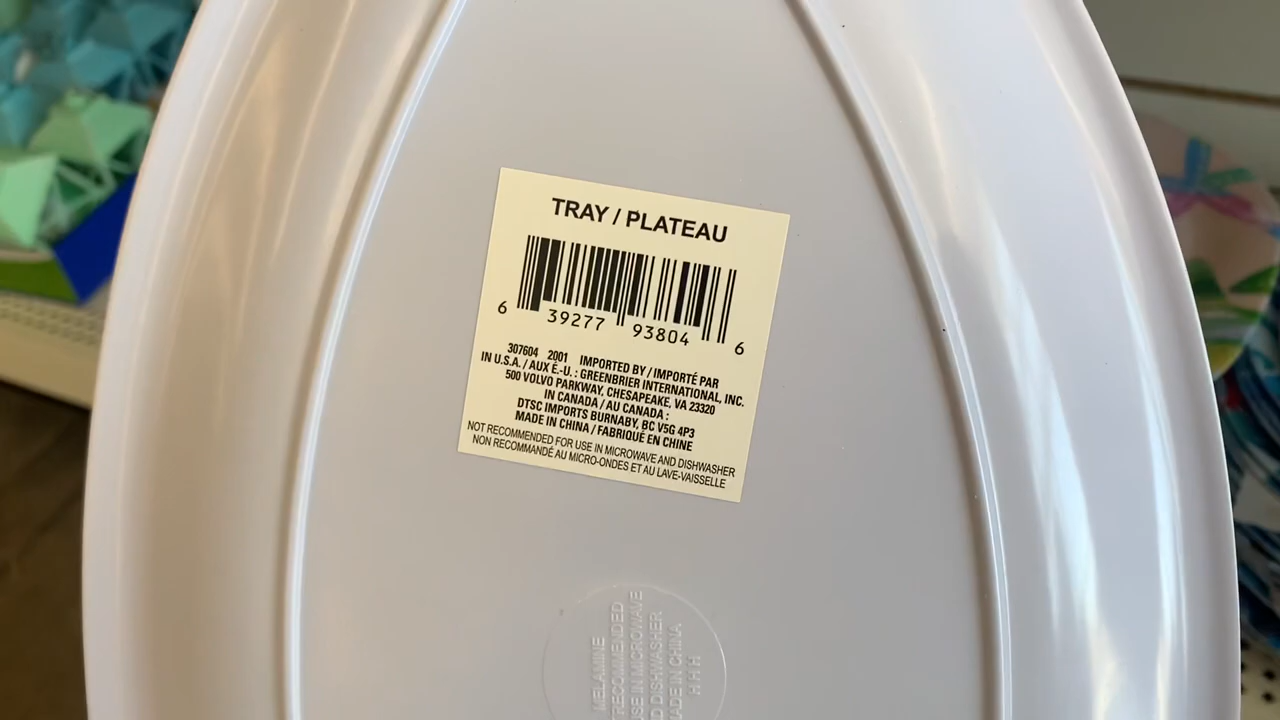 TRAY / PLATEAU
6 39277 93804 6
307604 2001 IMPORTED BY / IMPORTÉ PAR
IN U.S.A. / AUX É.-U. : GREENBRIER INTERNATIONAL, INC.
500 VOLVO PARKWAY, CHESAPEAKE, VA 23320
IN CANADA / AU CANADA :
DTSC IMPORTS BURNABY, BC V5G 4P3
MADE IN CHINA / FABRIQUÉ EN CHINE
NOT RECOMMENDED FOR USE IN MICROWAVE AND DISHWASHER
NON RECOMMANDÉ AU MICRO-ONDES ET AU LAVE-VAISSELLE
MELAMINE
RECOMMENDED
USE IN MICROWAVE
DISHWASHER
MADE IN CHINA
H H H